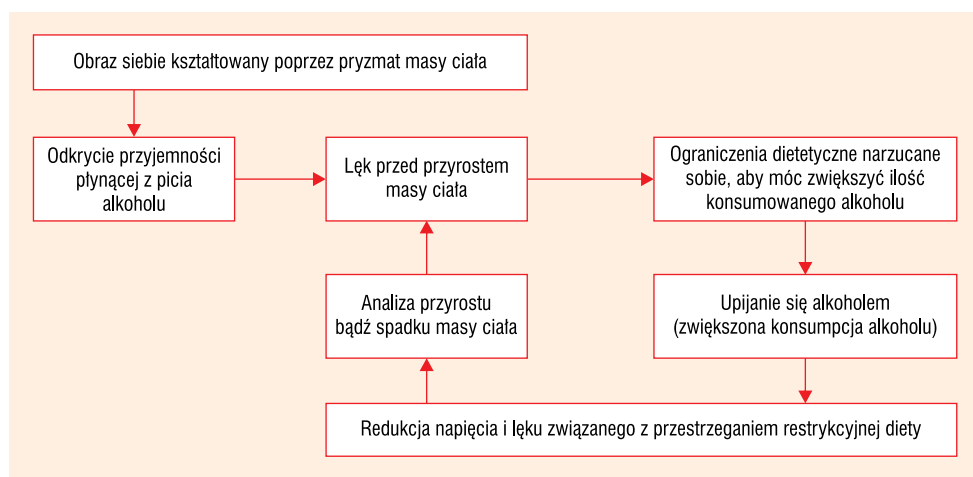 Obraz siebie kształtowany poprzez pryzmat masy ciała
Odkrycie przyjemności
płynącej z picia
alkoholu
Lęk przed przyrostem
masy ciała
Ograniczenia dietetyczne narzucane
sobie, aby móc zwiększyć ilość
konsumowanego alkoholu
Analiza przyrostu
bądź spadku masy ciała
Upijanie się alkoholem
(zwiększona konsumpcja alkoholu)
Redukcja napięcia i lęku związanego z przestrzeganiem restrykcyjnej diety